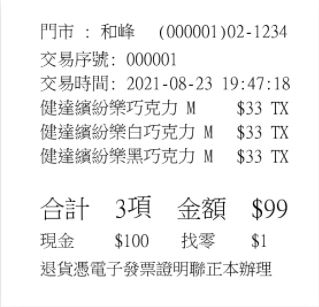 門市 : 和峰 (000001)02-1234
交易序號: 000001
交易時間: 2021-08-23 19:47:18
健達繽紛樂巧克力 M $33 TX
健達繽紛樂白巧克力 M $33 TX
健達繽紛樂黑巧克力 M $33 TX
合計 3項 金額 $99
現金 $100 找零 $1
退貨憑電子發票證明聯正本辦理